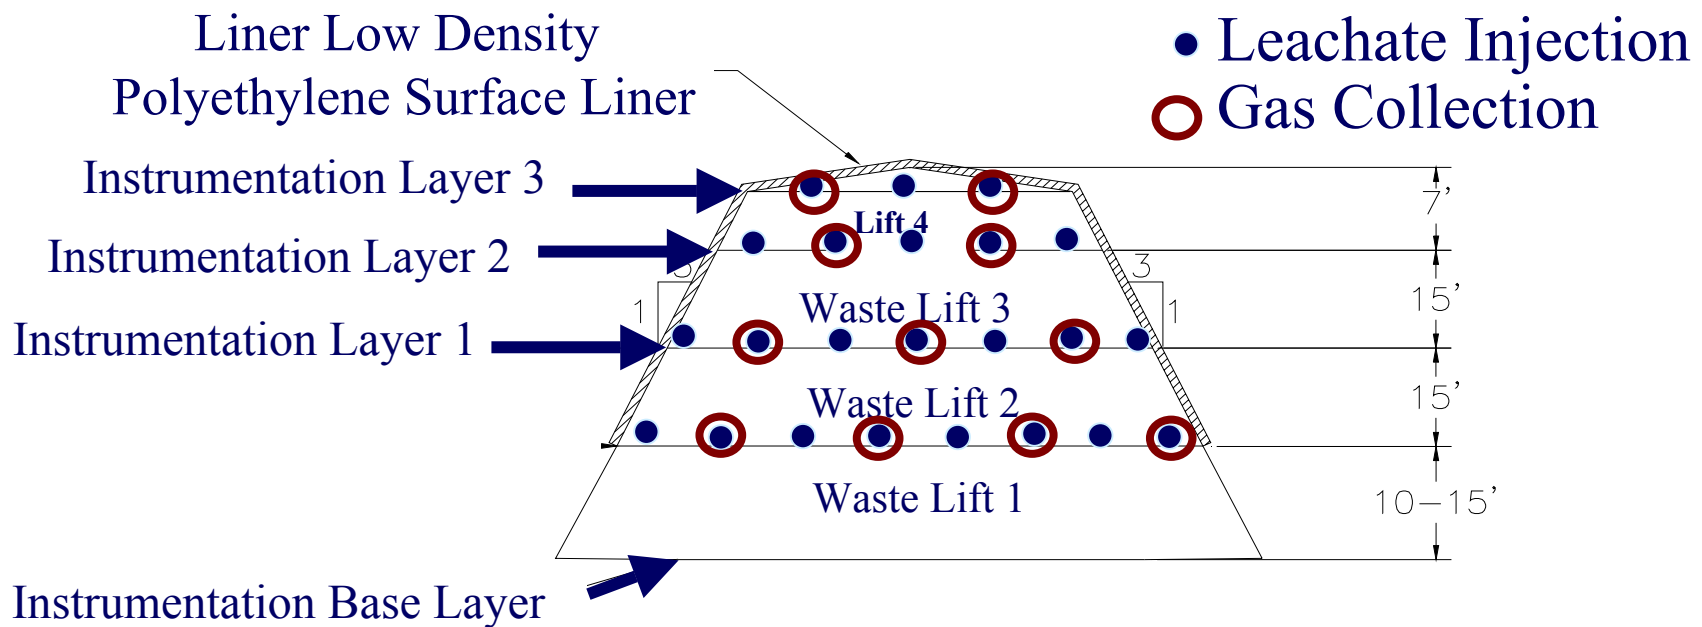 Liner Low Density
Polyethylene Surface Liner
Leachate Injection
Gas Collection
Instrumentation Layer 3
7'
Lift 4
Instrumentation Layer 2
3
3
1
Waste Lift 3
1
15'
Instrumentation Layer 1
Waste Lift 2
15'
Waste Lift 1
10-15'
Instrumentation Base Layer